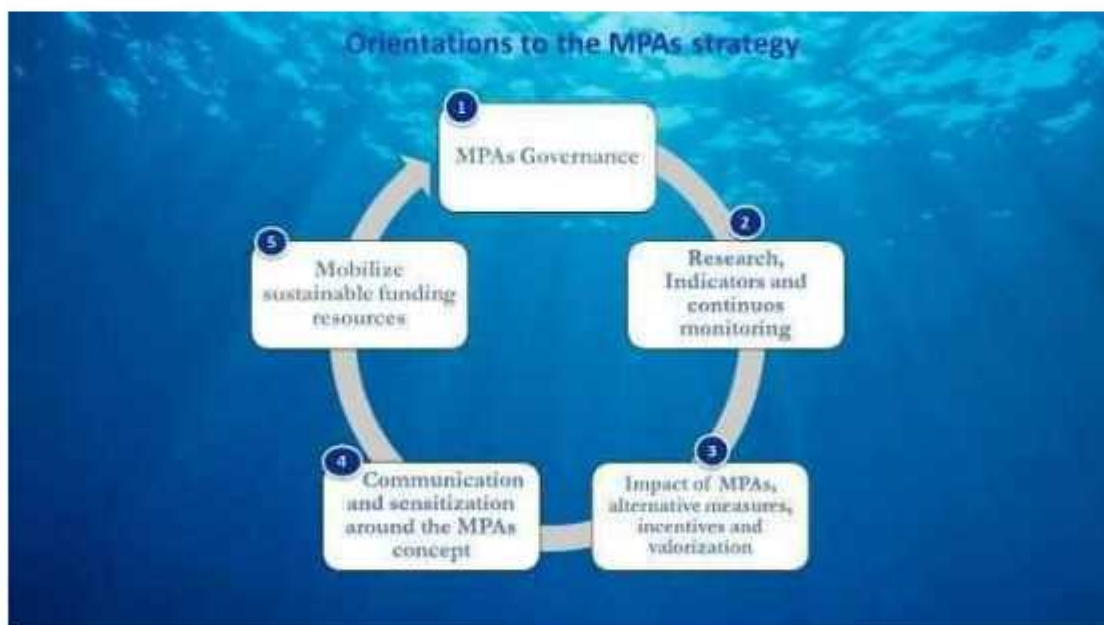 Orientations to the MPAs strategy
1
MPAs Governance
2
Research,
Indicators and
continuos
monitoring
3
Impact of MPAs,
alternative measures,
incentives and
valorization
4
Communication
and sensitization
around the MPAs
concept
5
Mobilize
sustainable funding
resources